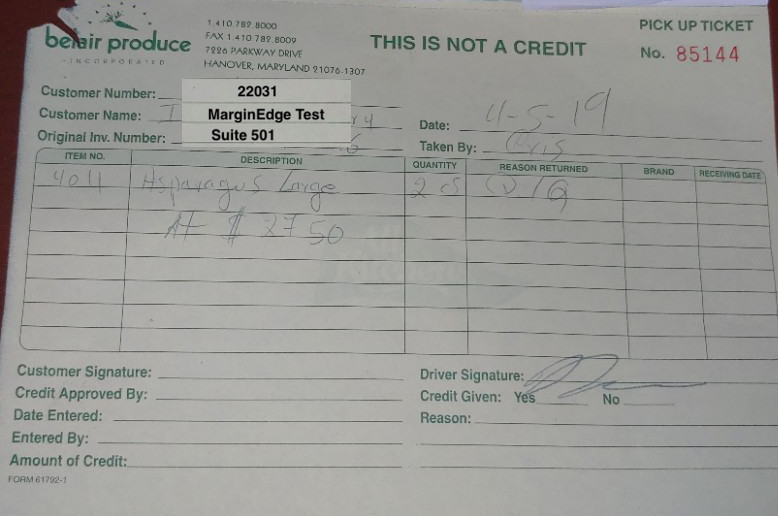 belair produce
INCORPORATED
1.410.782.8000
FAX 1.410 782.8009
7226 PARKWAY DRIVE
HANOVER, MARYLAND 21076-1307
THIS IS NOT A CREDIT
PICK UP TICKET
No. 85144
Customer Number: 22031
Customer Name: MarginEdge Test
Original Inv. Number: Suite 501
Date: 4-5-19
Taken By:
ITEM NO. DESCRIPTION QUANTITY REASON RETURNED BRAND RECEIVING DATE
4011 Asparagus Large 2 cs
At $ 27 50
Customer Signature:
Credit Approved By:
Date Entered:
Entered By:
Amount of Credit:
Driver Signature:
Credit Given: Yes No
Reason:
FORM 61792-1